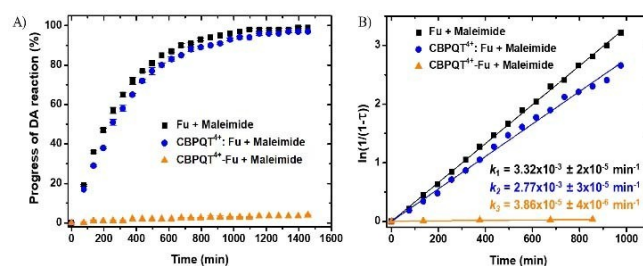 A)
Progress of DA reaction (%)
100
80
60
40
20
0
Fu + Maleimide
CBPQT⁴⁺: Fu + Maleimide
CBPQT⁴⁺-Fu + Maleimide
0 200 400 600 800 1000 1200 1400 1600
Time (min)
B)
ln(1/(1-τ))
3
2
1
0
Fu + Maleimide
CBPQT⁴⁺: Fu + Maleimide
CBPQT⁴⁺-Fu + Maleimide
k₁ = 3.32x10⁻³ ± 2x10⁻⁵ min⁻¹
k₂ = 2.77x10⁻³ ± 3x10⁻⁵ min⁻¹
k₃ = 3.86x10⁻⁵ ± 4x10⁻⁶ min⁻¹
0 200 400 600 800 1000
Time (min)